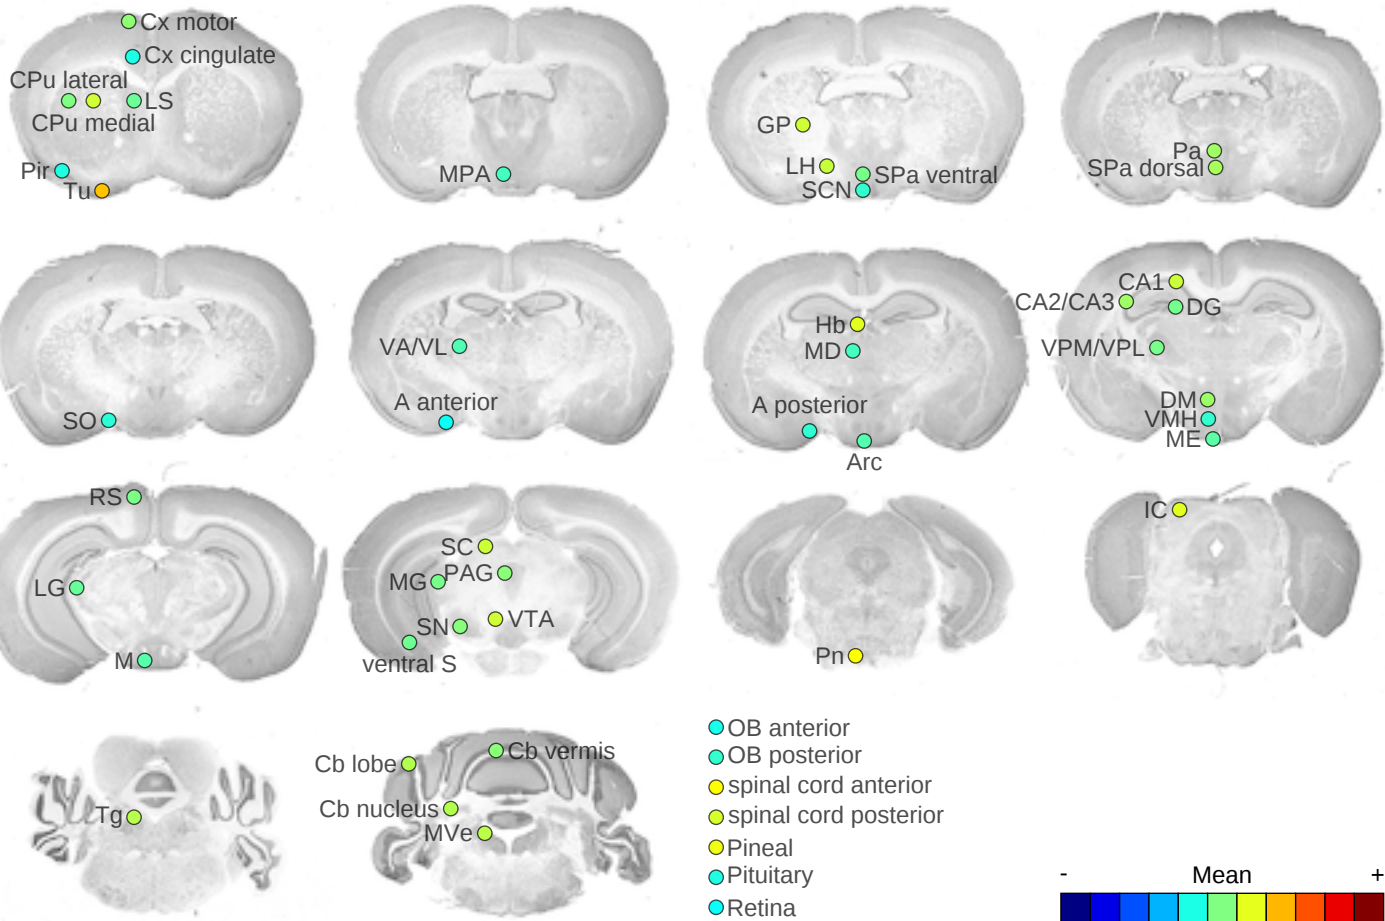 Cx motor
Cx cingulate
CPu lateral
LS
CPu medial
Pir
Tu
MPA
GP
LH
SPa ventral
SCN
Pa
SPa dorsal
SO
VA/VL
A anterior
Hb
MD
A posterior
Arc
CA1
CA2/CA3
DG
VPM/VPL
DM
VMH
ME
RS
LG
M
SC
MG
PAG
SN
VTA
ventral S
Pn
IC
Tg
Cb lobe
Cb vermis
Cb nucleus
MVe
OB anterior
OB posterior
spinal cord anterior
spinal cord posterior
Pineal
Pituitary
Retina
- Mean +